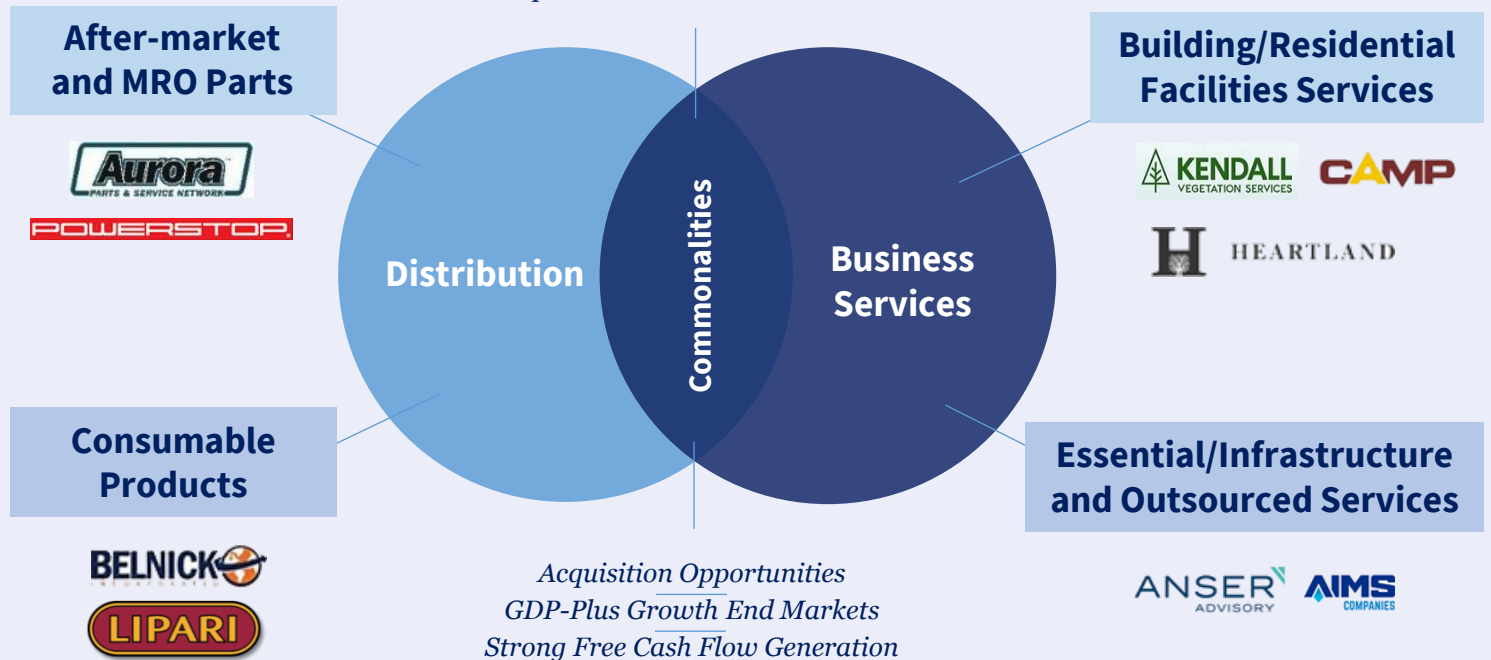 After-market
and MRO Parts
Aurora
PARTS & SERVICE NETWORK
POWERSTOP
Building/Residential
Facilities Services
KENDALL
VEGETATION SERVICES
CAMP
H HEARTLAND
Distribution
Commonalities
Business
Services
Consumable
Products
BELNICK
INCORPORATED
LIPARI
Acquisition Opportunities
GDP-Plus Growth End Markets
Strong Free Cash Flow Generation
Essential/Infrastructure
and Outsourced Services
ANSER
ADVISORY
AIMS
COMPANIES